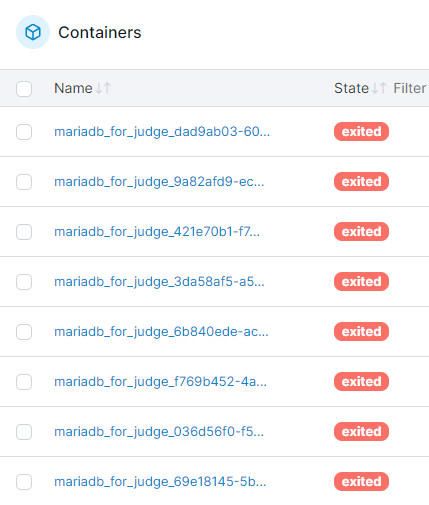 Containers
Name State Filter
mariadb_for_judge_dad9ab03-60... exited
mariadb_for_judge_9a82afd9-ec... exited
mariadb_for_judge_421e70b1-f7... exited
mariadb_for_judge_3da58af5-a5... exited
mariadb_for_judge_6b840ede-ac... exited
mariadb_for_judge_f769b452-4a... exited
mariadb_for_judge_036d56f0-f5... exited
mariadb_for_judge_69e18145-5b... exited